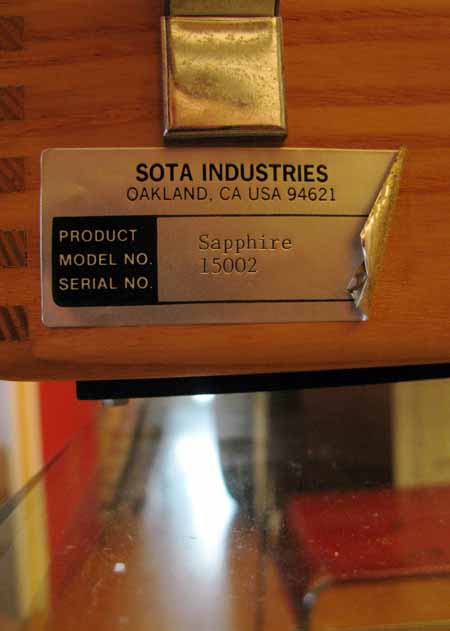 SOTA INDUSTRIES
OAKLAND, CA USA 94621
PRODUCT Sapphire
MODEL NO. 15002
SERIAL NO.